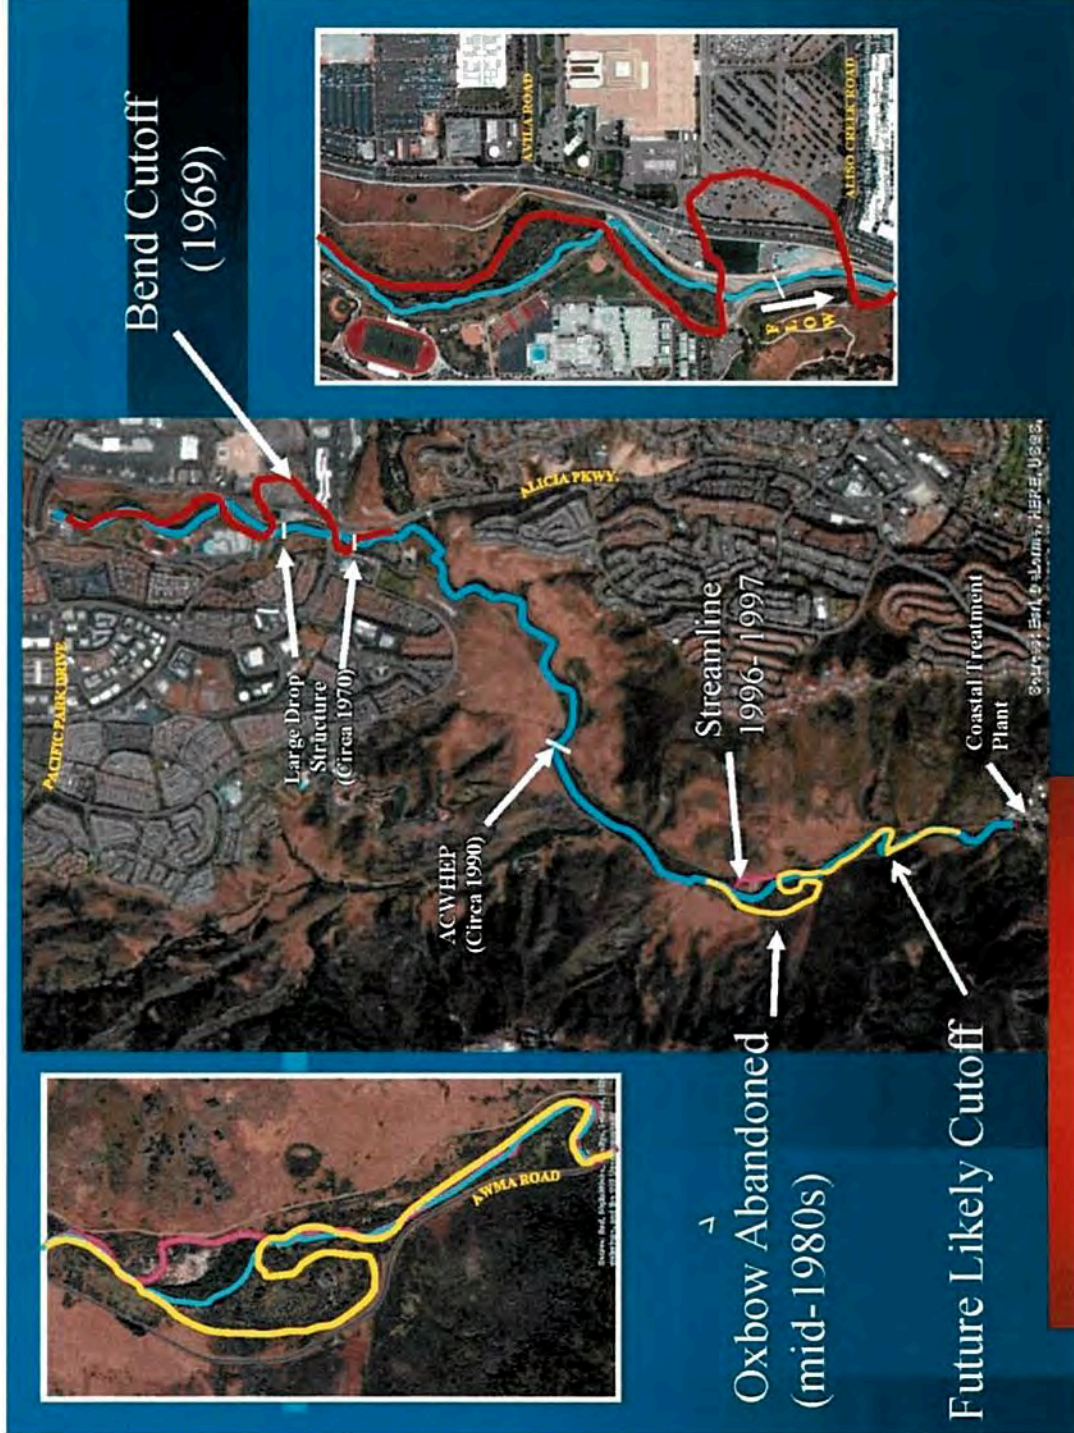 Bend Cutoff
(1969)
AVILA ROAD
ALISO CREEK ROAD
FLOW
PACIFIC PARK DRIVE
Large Drop
Structure
(Circa 1970)
ALICIA PKWY.
ACWHEP
(Circa 1990)
Streamline
1996-1997
Coastal Treatment
Plant
AWMA ROAD
Oxbow Abandoned
(mid-1980s)
Future Likely Cutoff